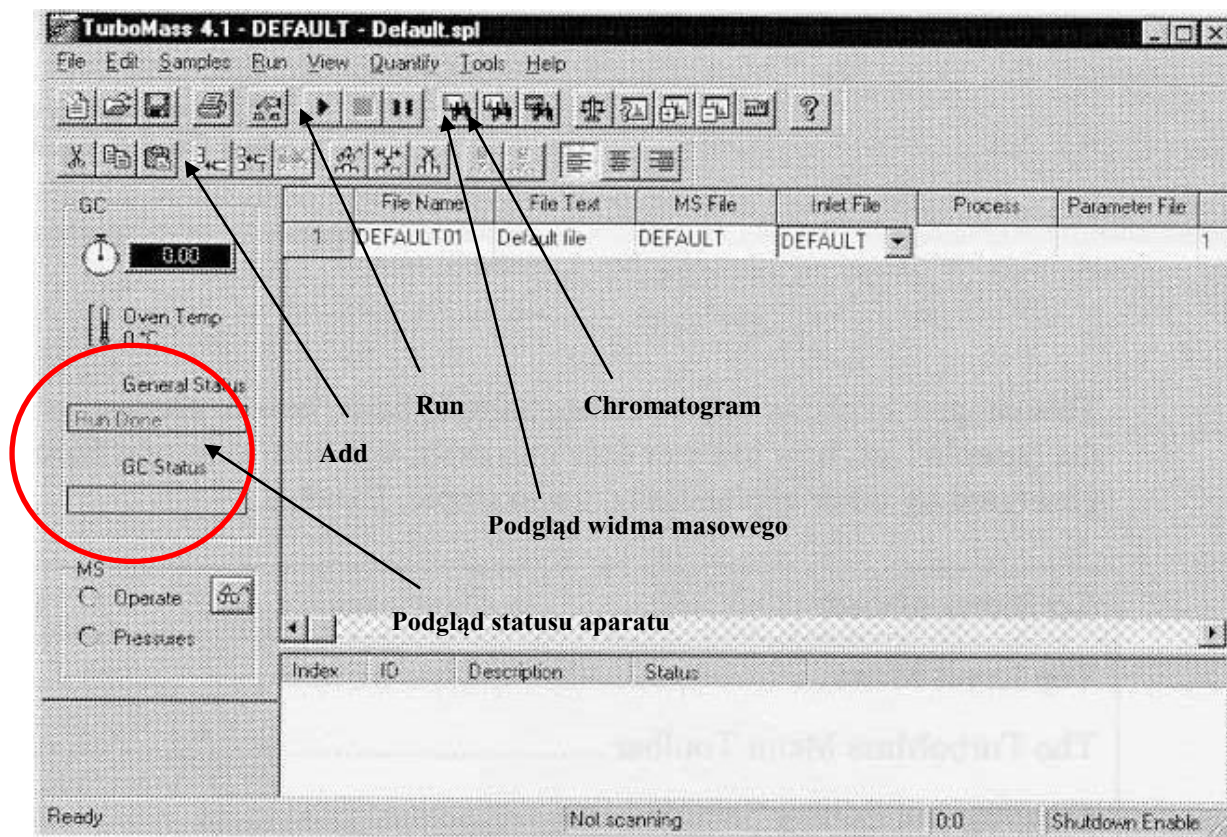 TurboMass 4.1 - DEFAULT - Default.spl
File Edit Samples Run View Quantify Tools Help
GC
File Name File Text MS File Inlet File Process Parameter File
1 DEFAULT01 Default file DEFAULT DEFAULT 1
0.00
Oven Temp
0 °C
General Status
Run Done
Run
Chromatogram
Add
GC Status
Podgląd widma masowego
MS
Operate
Podgląd statusu aparatu
Pressures
Index ID Description Status
The TurboMass Menu Toolbar
Ready Not scanning 0:0 Shutdown Enable